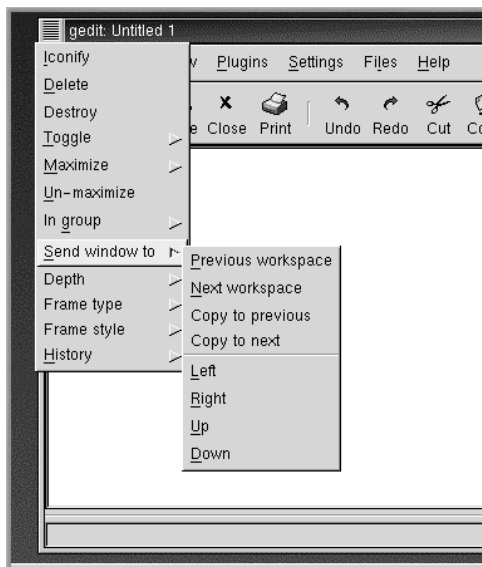 gedit: Untitled 1
Plugins Settings Files Help
Close Print Undo Redo Cut
Iconify
Delete
Destroy
Toggle
Maximize
Un-maximize
In group
Send window to
Depth
Frame type
Frame style
History
Previous workspace
Next workspace
Copy to previous
Copy to next
Left
Right
Up
Down